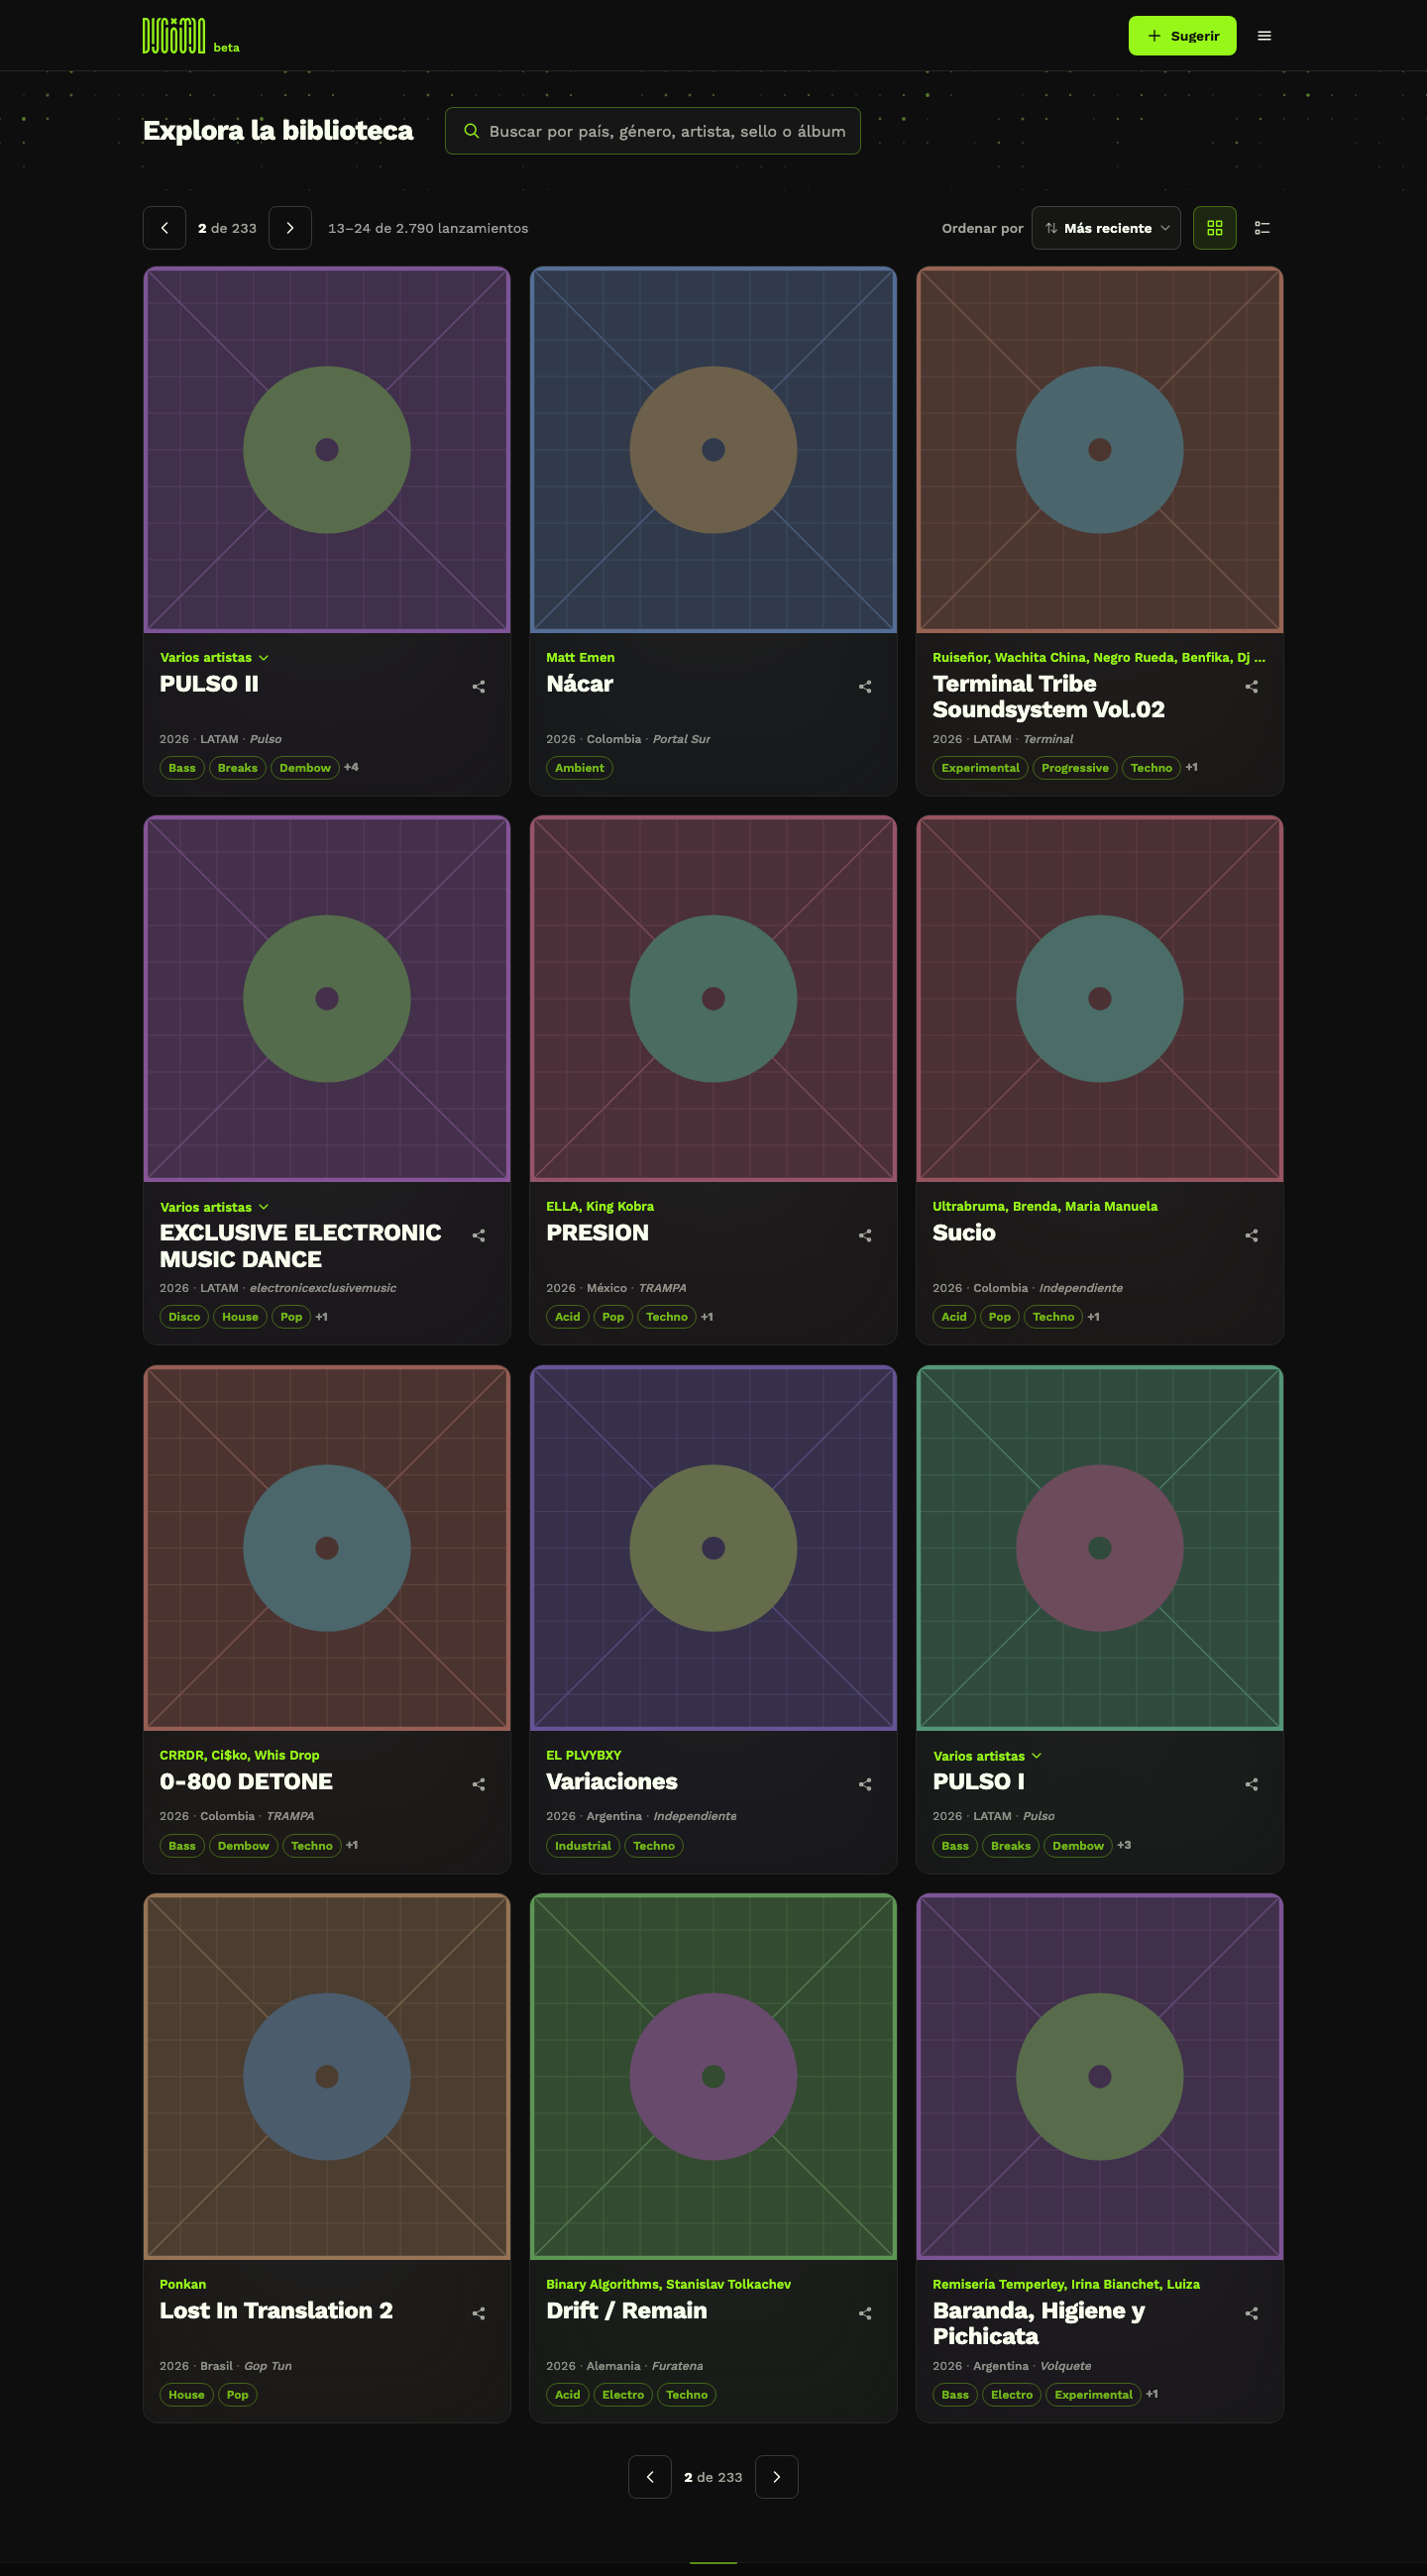 beta
Sugerir
Explora la biblioteca
Buscar por país, género, artista, sello o álbum
2 de 233
13–24 de 2.790 lanzamientos
Ordenar por
Más reciente
Varios artistas
PULSO II
2026 · LATAM · Pulso
Bass Breaks Dembow +4
Matt Emen
Nácar
2026 · Colombia · Portal Sur
Ambient
Ruiseñor, Wachita China, Negro Rueda, Benfika, Dj ...
Terminal Tribe
Soundsystem Vol.02
2026 · LATAM · Terminal
Experimental Progressive Techno +1
Varios artistas
EXCLUSIVE ELECTRONIC
MUSIC DANCE
2026 · LATAM · electronicexclusivemusic
Disco House Pop +1
ELLA, King Kobra
PRESION
2026 · México · TRAMPA
Acid Pop Techno +1
Ultrabruma, Brenda, Maria Manuela
Sucio
2026 · Colombia · Independiente
Acid Pop Techno +1
CRRDR, Ci$ko, Whis Drop
0-800 DETONE
2026 · Colombia · TRAMPA
Bass Dembow Techno +1
EL PLVYBXY
Variaciones
2026 · Argentina · Independiente
Industrial Techno
Varios artistas
PULSO I
2026 · LATAM · Pulso
Bass Breaks Dembow +3
Ponkan
Lost In Translation 2
2026 · Brasil · Gop Tun
House Pop
Binary Algorithms, Stanislav Tolkachev
Drift / Remain
2026 · Alemania · Furatena
Acid Electro Techno
Remisería Temperley, Irina Bianchet, Luiza
Baranda, Higiene y
Pichicata
2026 · Argentina · Volquete
Bass Electro Experimental +1
2 de 233